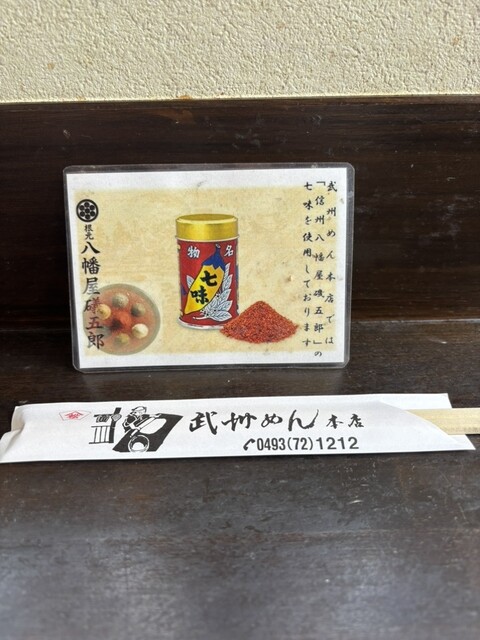 武州めん本店では
「信州八幡屋礒五郎」の
七味を使用しております
根元
八幡屋礒五郎
名物
七味
武州めん本店
0493(72)1212